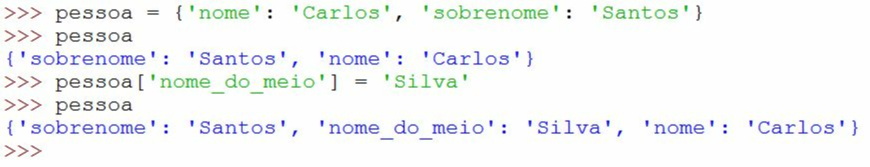 >>> pessoa = {'nome': 'Carlos', 'sobrenome': 'Santos'}
>>> pessoa
{'sobrenome': 'Santos', 'nome': 'Carlos'}
>>> pessoa['nome_do_meio'] = 'Silva'
>>> pessoa
{'sobrenome': 'Santos', 'nome_do_meio': 'Silva', 'nome': 'Carlos'}
>>>